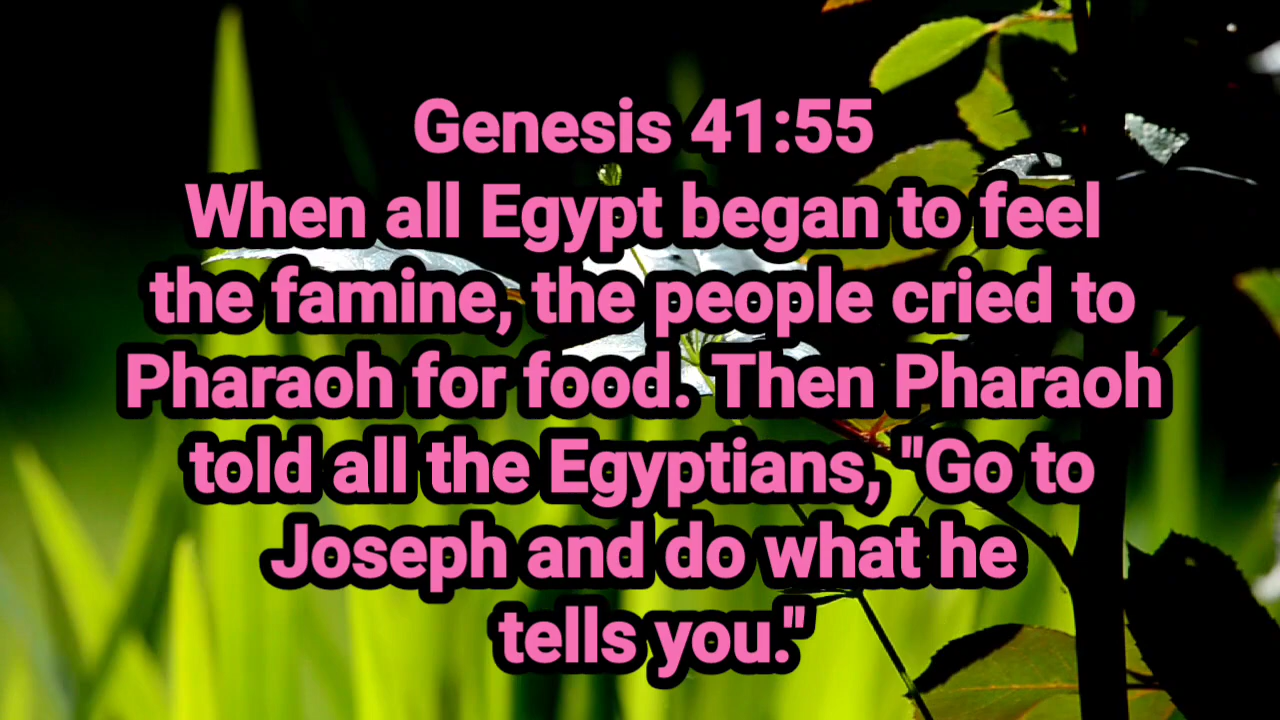 Genesis 41:55
When all Egypt began to feel
the famine, the people cried to
Pharaoh for food. Then Pharaoh
told all the Egyptians, "Go to
Joseph and do what he
tells you."